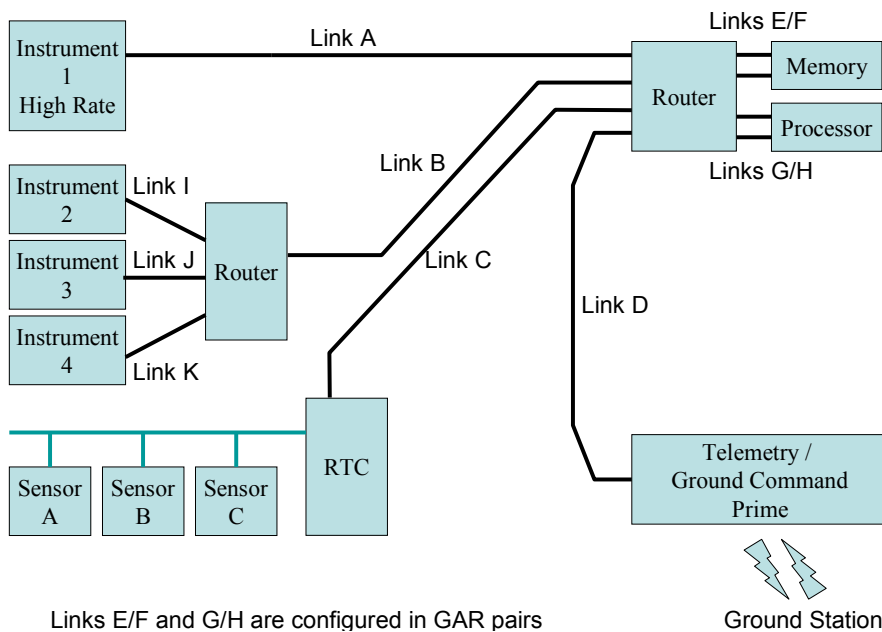 Instrument
1
High Rate
Link A
Links E/F
Memory
Router
Processor
Links G/H
Link B
Link C
Link D
Instrument
2
Link I
Instrument
3
Link J
Router
Instrument
4
Link K
RTC
Sensor
A
Sensor
B
Sensor
C
Telemetry /
Ground Command
Prime
Links E/F and G/H are configured in GAR pairs
Ground Station